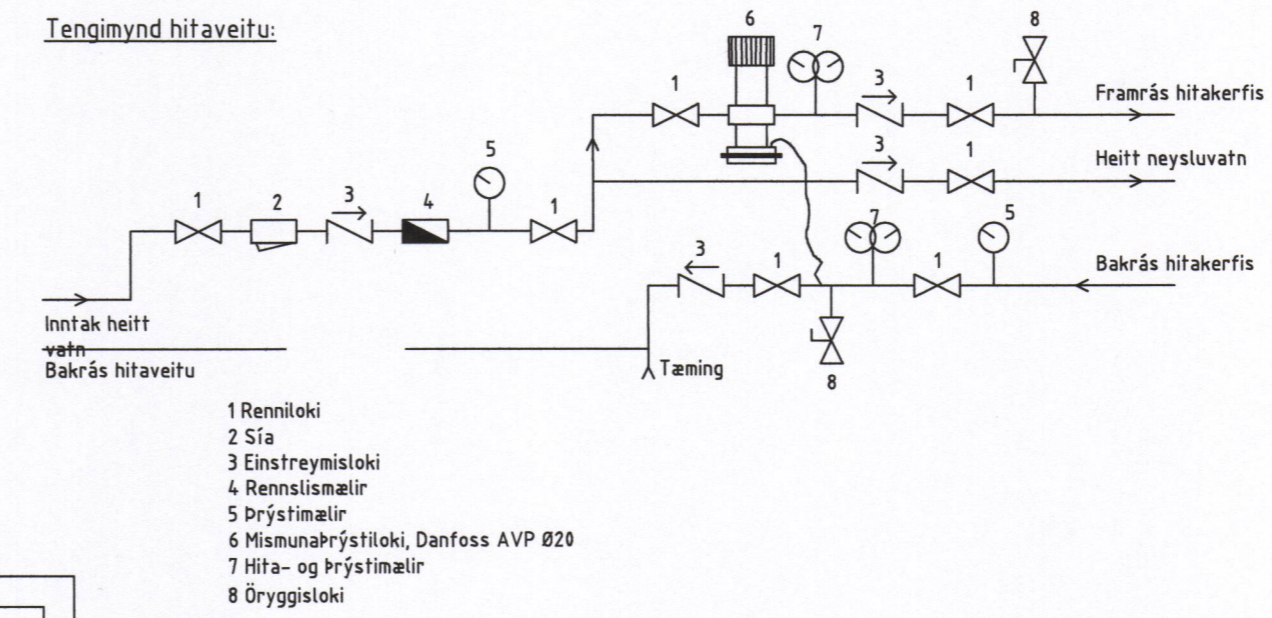 Tengimynd hitaveitu:
6
8
7
1
3
1
Framrás hitakerfis
3
1
Heitt neysluvatn
5
1
2
3
4
1
7
5
3
1
1
Bakrás hitakerfis
Inntak heitt
vatn
Bakrás hitaveitu
Tæming
8
1 Renniloki
2 Sía
3 Einstreymisloki
4 Rennslismælir
5 Þrýstimælir
6 Mismunaþrýstiloki, Danfoss AVP Ø20
7 Hita- og þrýstimælir
8 Öryggisloki